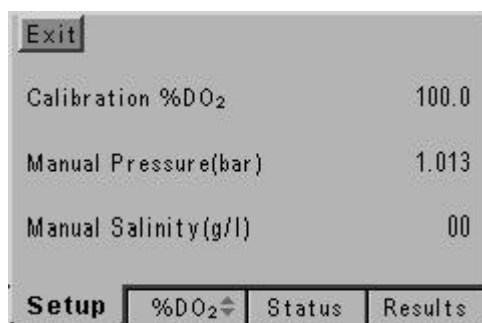 Exit
Calibration %DO₂ 100.0
Manual Pressure(bar) 1.013
Manual Salinity(g/l) 00
Setup %DO₂ Status Results